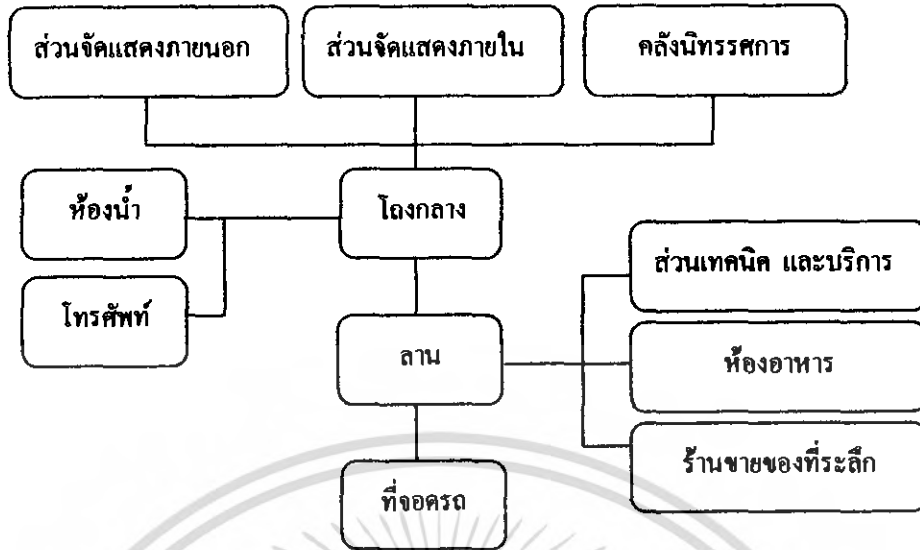 ส่วนจัดแสดงภายนอก
ส่วนจัดแสดงภายใน
คลังนิทรรศการ
ห้องน้ำ
โถงกลาง
โทรศัพท์
ส่วนเทคนิค และบริการ
ลาน
ห้องอาหาร
ร้านขายของที่ระลึก
ที่จอดรถ